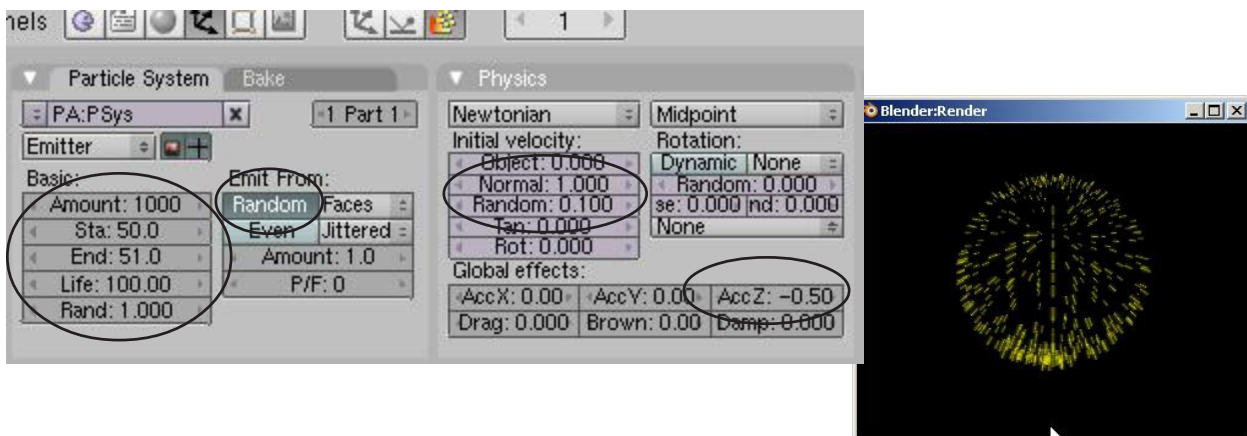 nels 1
Particle System Bake
PA:PSys 1 Part 1
Emitter
Basic: Emit From:
Amount: 1000 Random Faces
Sta: 50.0 Even Jittered
End: 51.0 Amount: 1.0
Life: 100.00 P/F: 0
Rand: 1.000
Physics
Newtonian Midpoint
Initial velocity: Rotation:
Object: 0.000 Dynamic None
Normal: 1.000 Random: 0.000
Random: 0.100 se: 0.000 nd: 0.000
Tan: 0.000 None
Rot: 0.000
Global effects:
AccX: 0.00 AccY: 0.00 AccZ: -0.50
Drag: 0.000 Brown: 0.00 Damp: 0.000
Blender:Render